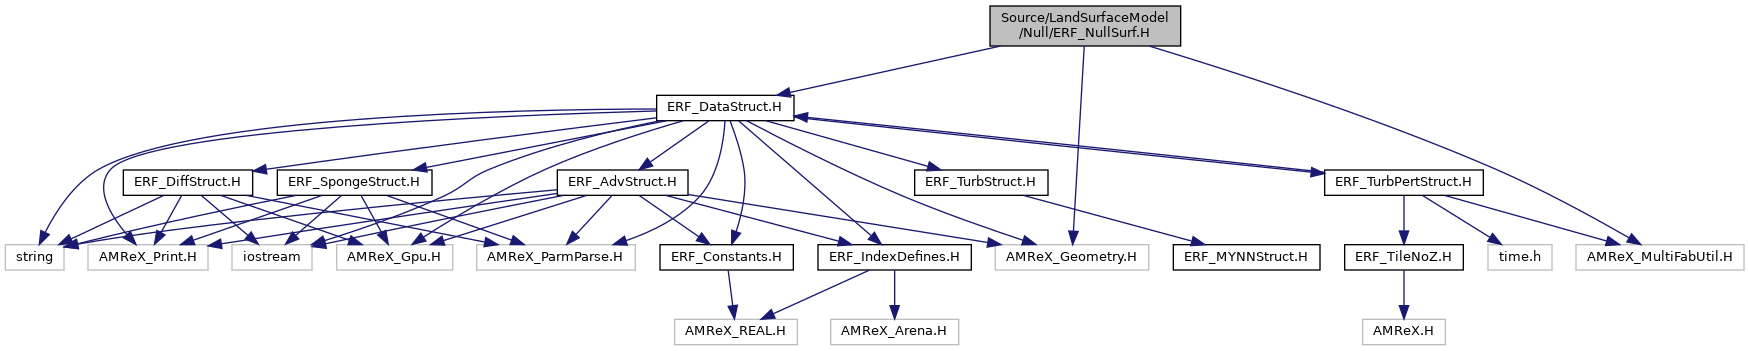 Source/LandSurfaceModel
/Null/ERF_NullSurf.H
ERF_DataStruct.H
ERF_DiffStruct.H
ERF_SpongeStruct.H
ERF_AdvStruct.H
ERF_TurbStruct.H
ERF_TurbPertStruct.H
string
AMReX_Print.H
iostream
AMReX_Gpu.H
AMReX_ParmParse.H
ERF_Constants.H
ERF_IndexDefines.H
AMReX_Geometry.H
ERF_MYNNStruct.H
ERF_TileNoZ.H
time.h
AMReX_MultiFabUtil.H
AMReX_REAL.H
AMReX_Arena.H
AMReX.H